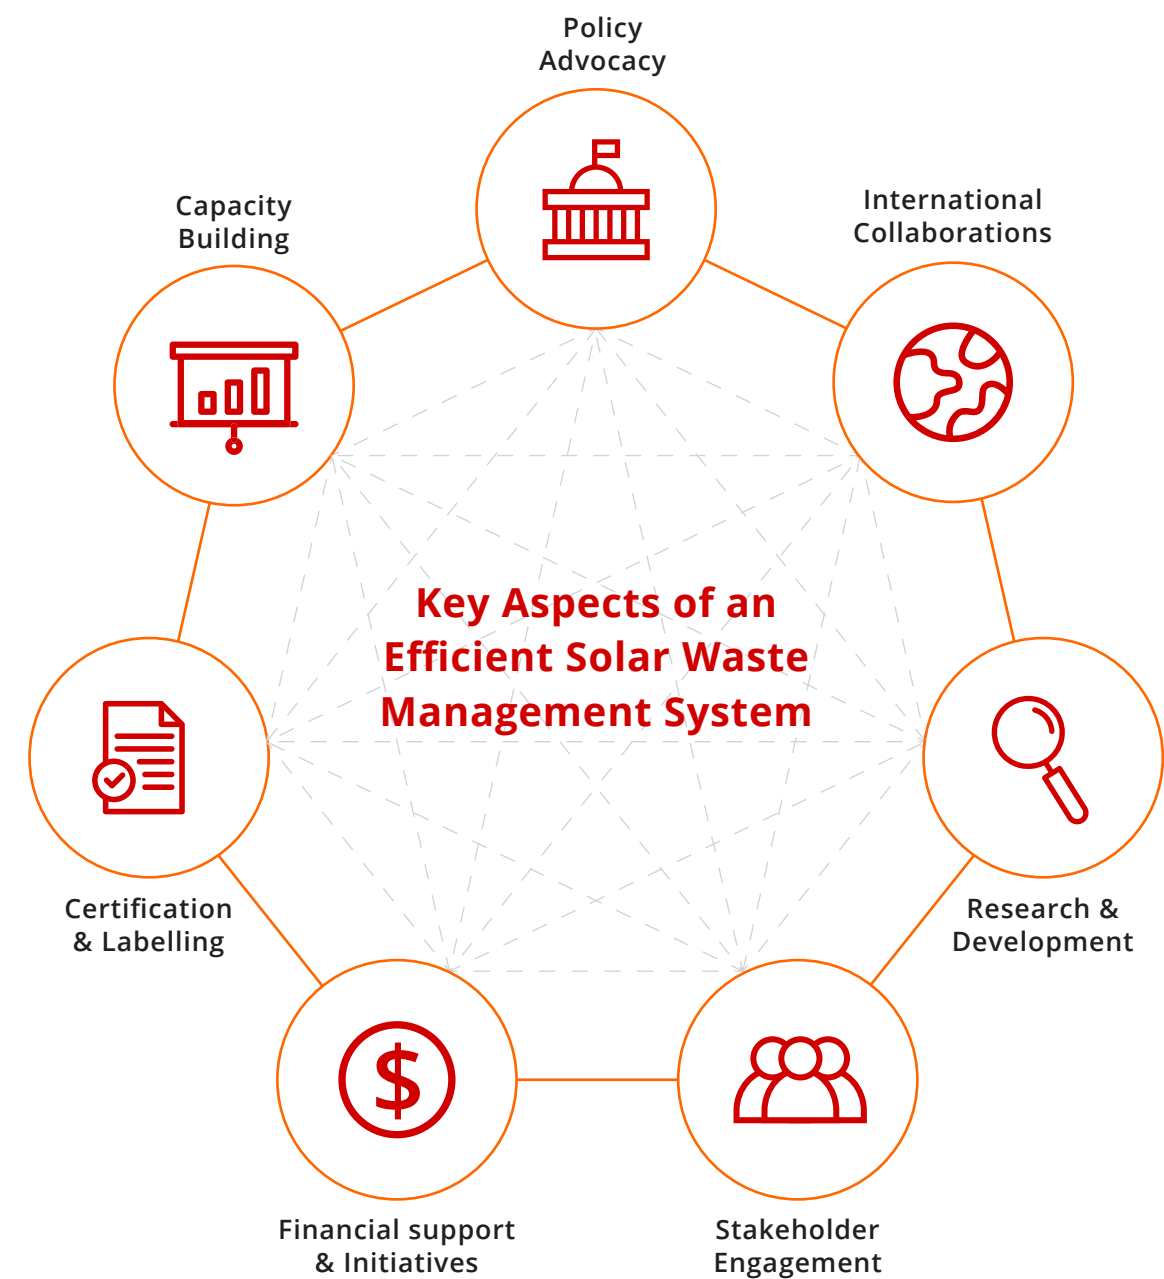 Policy
Advocacy
International
Collaborations
Capacity
Building
Key Aspects of an
Efficient Solar Waste
Management System
Certification
& Labelling
Research &
Development
Financial support
& Initiatives
Stakeholder
Engagement
$